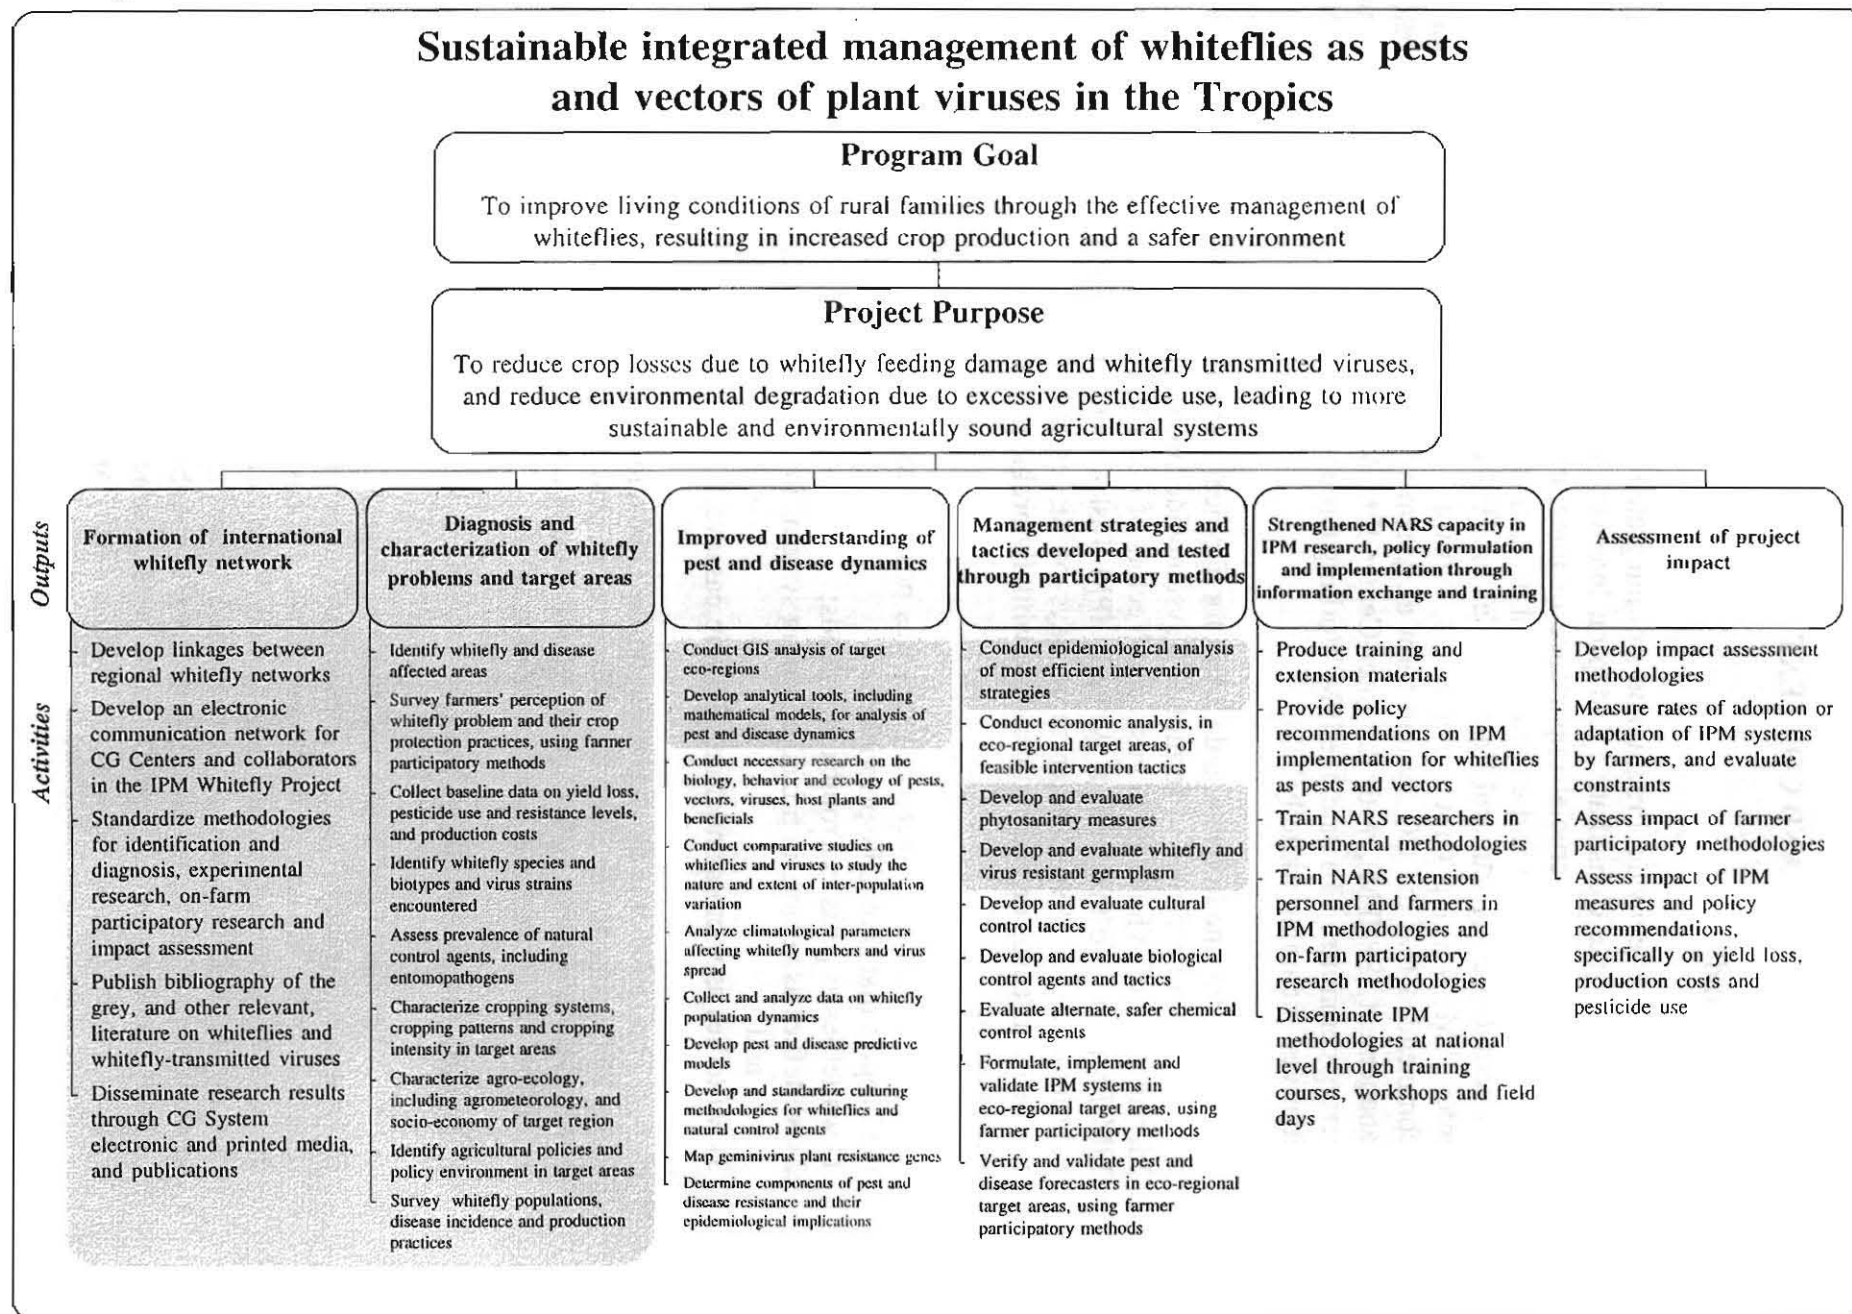 Sustainable integrated management of whiteflies as pests
and vectors of plant viruses in the Tropics
Program Goal
To improve living conditions of rural families through the effective management of
whiteflies, resulting in increased crop production and a safer environment
Project Purpose
To reduce crop losses due to whitefly feeding damage and whitefly transmitted viruses,
and reduce environmental degradation due to excessive pesticide use, leading to more
sustainable and environmentally sound agricultural systems
Outputs
Formation of international
whitefly network
Diagnosis and
characterization of whitefly
problems and target areas
Improved understanding of
pest and disease dynamics
Management strategies and
tactics developed and tested
through participatory methods
Strengthened NARS capacity in
IPM research, policy formulation
and implementation through
information exchange and training
Assessment of project
impact
Activities
Develop linkages between
regional whitefly networks
Develop an electronic
communication network for
CG Centers and collaborators
in the IPM Whitefly Project
Standardize methodologies
for identification and
diagnosis, experimental
research, on-farm
participatory research and
impact assessment
Publish bibliography of the
grey, and other relevant,
literature on whiteflies and
whitefly-transmitted viruses
Disseminate research results
through CG System
electronic and printed media,
and publications
Identify whitefly and disease
affected areas
Survey farmers' perception of
whitefly problem and their crop
protection practices, using farmer
participatory methods
Collect baseline data on yield loss,
pesticide use and resistance levels,
and production costs
Identify whitefly species and
biotypes and virus strains
encountered
Assess prevalence of natural
control agents, including
entomopathogens
Characterize cropping systems,
cropping patterns and cropping
intensity in target areas
Characterize agro-ecology,
including agrometeorology, and
socio-economy of target region
Identify agricultural policies and
policy environment in target areas
Survey whitefly populations,
disease incidence and production
practices
Conduct GIS analysis of target
eco-regions
Develop analytical tools, including
mathematical models, for analysis of
pest and disease dynamics
Conduct necessary research on the
biology, behavior and ecology of pests,
vectors, viruses, host plants and
beneficials
Conduct comparative studies on
whiteflies and viruses to study the
nature and extent of inter-population
variation
Analyze climatological parameters
affecting whitefly numbers and virus
spread
Collect and analyze data on whitefly
population dynamics
Develop pest and disease predictive
models
Develop and standardize culturing
methodologies for whiteflies and
natural control agents
Map geminivirus plant resistance genes
Determine components of pest and
disease resistance and their
epidemiological implications
Conduct epidemiological analysis
of most efficient intervention
strategies
Conduct economic analysis, in
eco-regional target areas, of
feasible intervention tactics
Develop and evaluate
phytosanitary measures
Develop and evaluate whitefly and
virus resistant germplasm
Develop and evaluate cultural
control tactics
Develop and evaluate biological
control agents and tactics
Evaluate alternate, safer chemical
control agents
Formulate, implement and
validate IPM systems in
eco-regional target areas, using
farmer participatory methods
Verify and validate pest and
disease forecasters in eco-regional
target areas, using farmer
participatory methods
Produce training and
extension materials
Provide policy
recommendations on IPM
implementation for whiteflies
as pests and vectors
Train NARS researchers in
experimental methodologies
Train NARS extension
personnel and farmers in
IPM methodologies and
on-farm participatory
research methodologies
Disseminate IPM
methodologies at national
level through training
courses, workshops and field
days
Develop impact assessment
methodologies
Measure rates of adoption or
adaptation of IPM systems
by farmers, and evaluate
constraints
Assess impact of farmer
participatory methodologies
Assess impact of IPM
measures and policy
recommendations,
specifically on yield loss,
production costs and
pesticide use